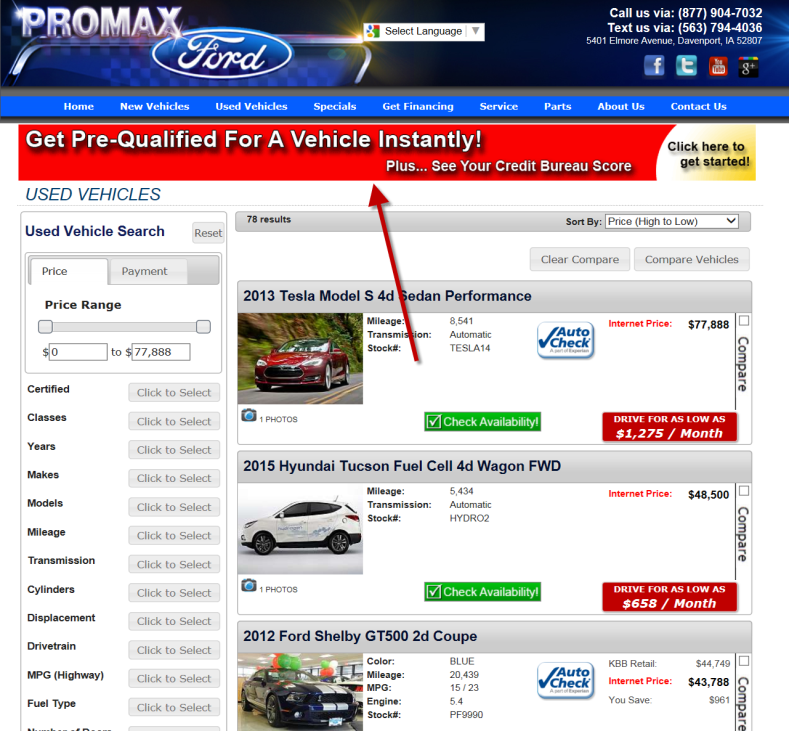 PROMAX
Ford
Select Language
Call us via: (877) 904-7032
Text us via: (563) 794-4036
5401 Elmore Avenue, Davenport, IA 52807
Home New Vehicles Used Vehicles Specials Get Financing Service Parts About Us Contact Us
Get Pre-Qualified For A Vehicle Instantly!
Plus... See Your Credit Bureau Score
Click here to
get started!
USED VEHICLES
Used Vehicle Search
Reset
Price Payment
Price Range
$0 to $77,888
Certified Click to Select
Classes Click to Select
Years Click to Select
Makes Click to Select
Models Click to Select
Mileage Click to Select
Transmission Click to Select
Cylinders Click to Select
Displacement Click to Select
Drivetrain Click to Select
MPG (Highway) Click to Select
Fuel Type Click to Select
Number of Doors
78 results
Sort By: Price (High to Low)
Clear Compare Compare Vehicles
2013 Tesla Model S 4d Sedan Performance
Mileage: 8,541
Transmission: Automatic
Stock#: TESLA14
Auto
Check
A part of Experian
Internet Price: $77,888
Compare
1 PHOTOS
Check Availability!
DRIVE FOR AS LOW AS
$1,275 / Month
2015 Hyundai Tucson Fuel Cell 4d Wagon FWD
Mileage: 5,434
Transmission: Automatic
Stock#: HYDRO2
Internet Price: $48,500
Compare
1 PHOTOS
Check Availability!
DRIVE FOR AS LOW AS
$658 / Month
2012 Ford Shelby GT500 2d Coupe
Color: BLUE
Mileage: 20,439
MPG: 15 / 23
Engine: 5.4
Stock#: PF9990
Auto
Check
A part of Experian
KBB Retail: $44,749
Internet Price: $43,788
You Save: $961
Compare